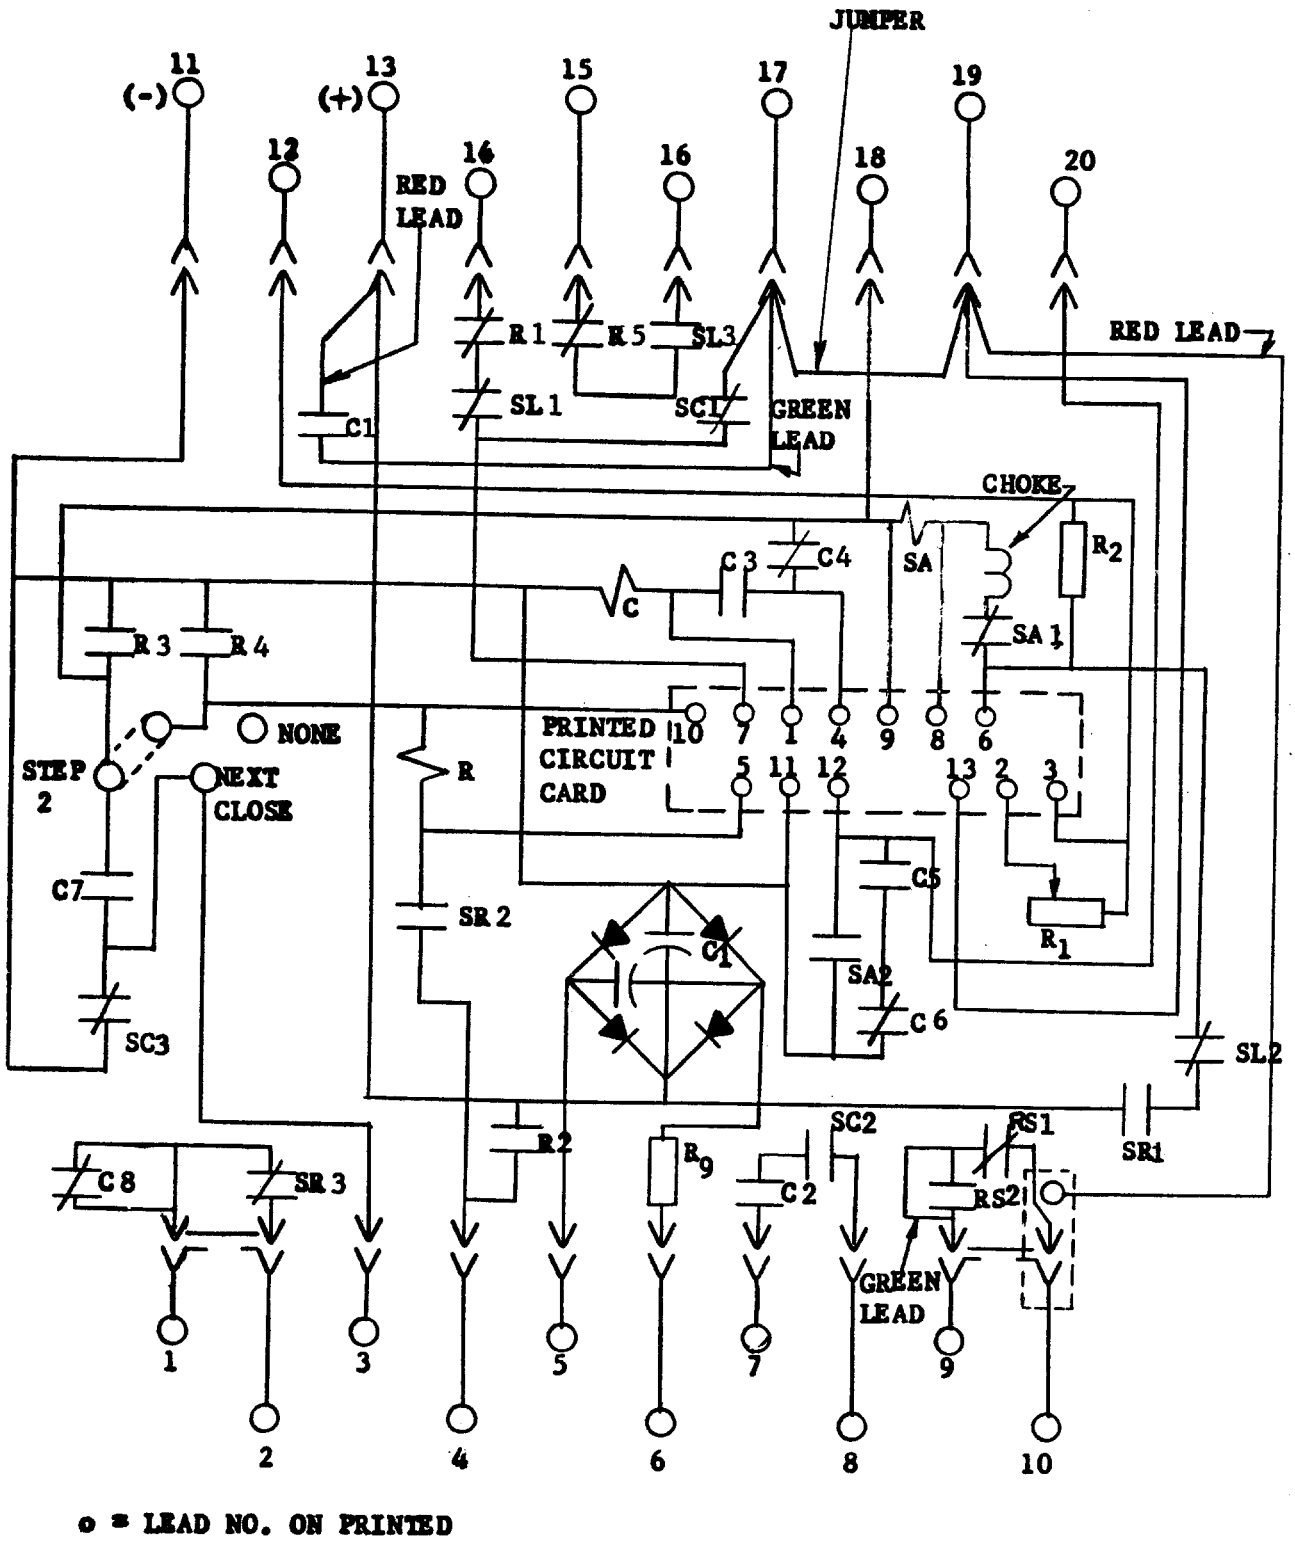 JUMPER
11
13
15
17
19
(-)
(+)
12
14
16
18
20
RED
LEAD
R1
R5
SL3
RED LEAD
SL1
SC1
GREEN
LEAD
C1
CHOKE
R2
C3
C4
SA
C
SA1
R3
R4
NONE
PRINTED
CIRCUIT
CARD
10
7
1
4
9
8
6
5
11
12
13
2
3
STEP
2
NEXT
CLOSE
R
C7
SR2
C1
C5
R1
SA2
C6
SC3
SL2
R2
SC2
RS1
SR1
C8
SR3
R9
C2
RS2
GREEN
LEAD
1
3
5
7
9
2
4
6
8
10
o = LEAD NO. ON PRINTED